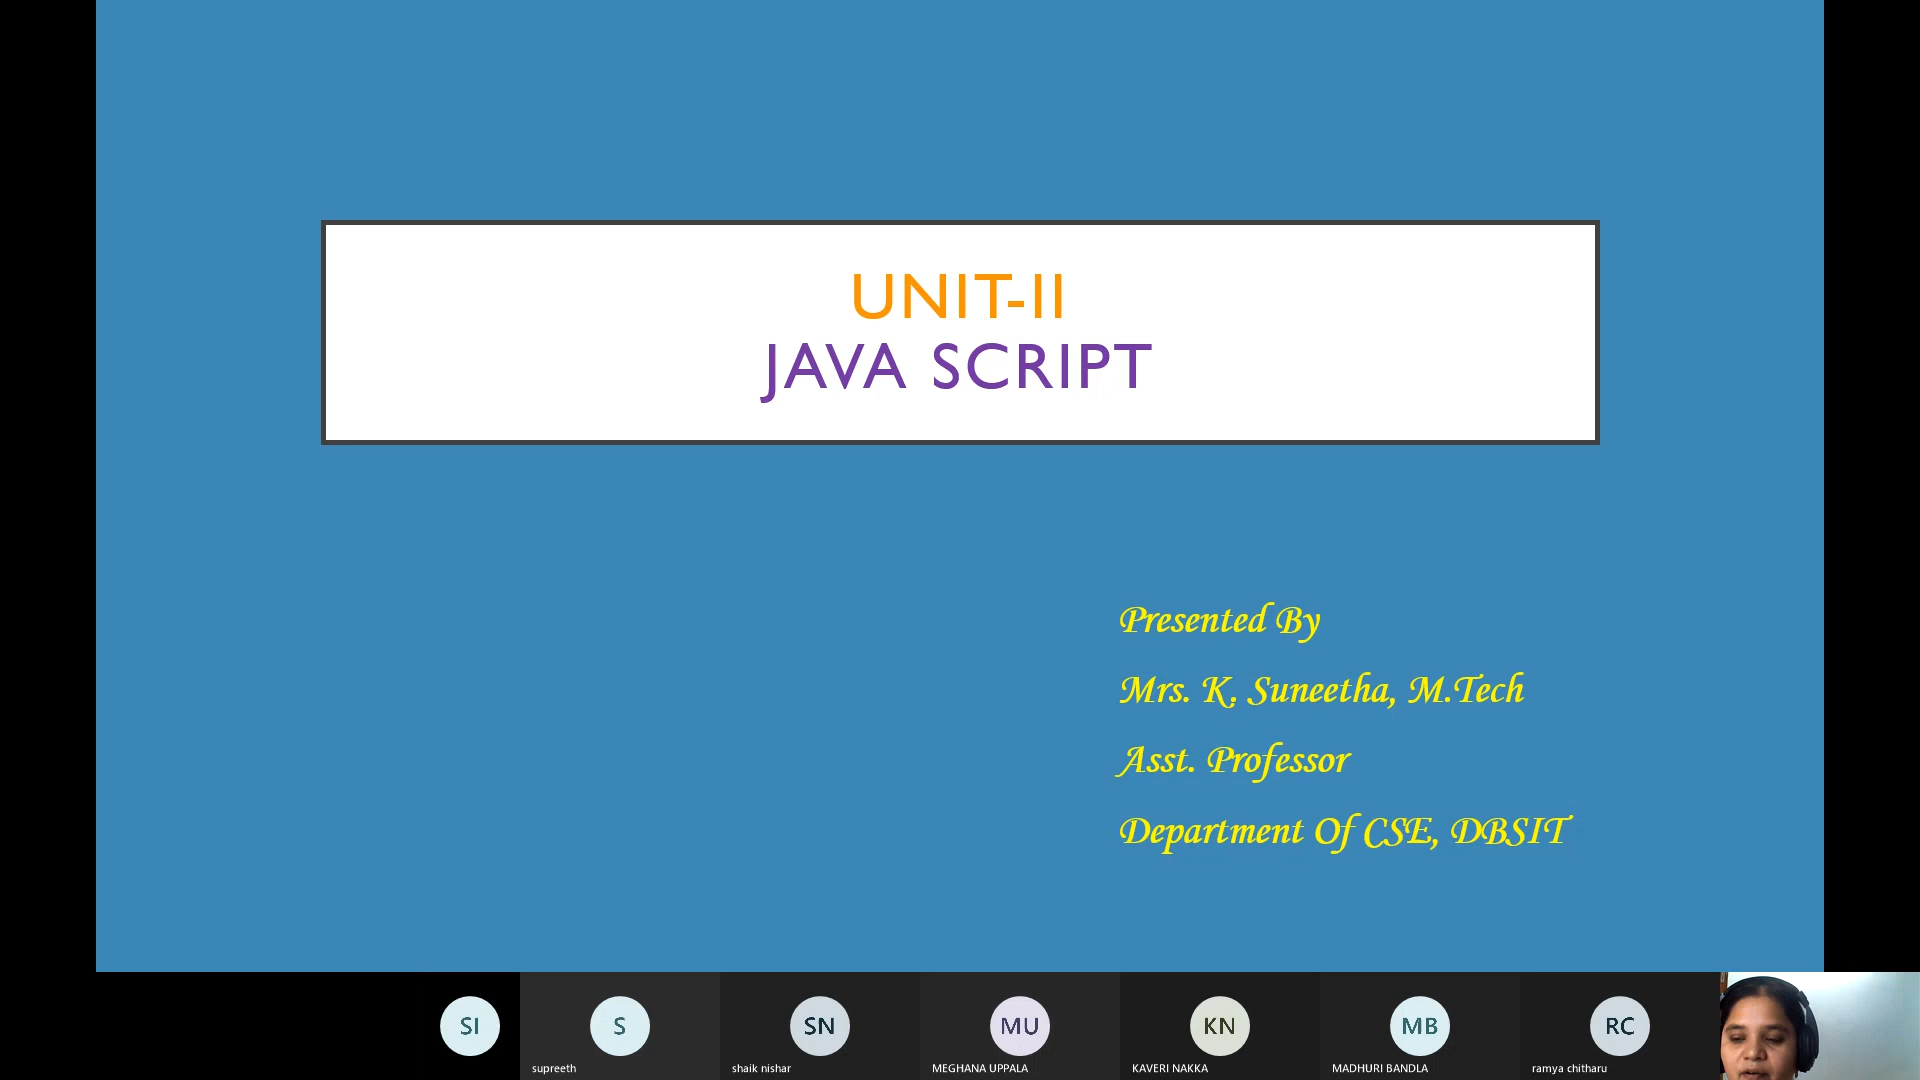 UNIT-II
JAVA SCRIPT
Presented By
Mrs. K. Suneetha, M.Tech
Asst. Professor
Department Of CSE, DBSIT
SI
S
SN
MU
KN
MB
RC
supreeth
shaik nishar
MEGHANA UPPALA
KAVERI NAKKA
MADHURI BANDLA
ramya chitharu